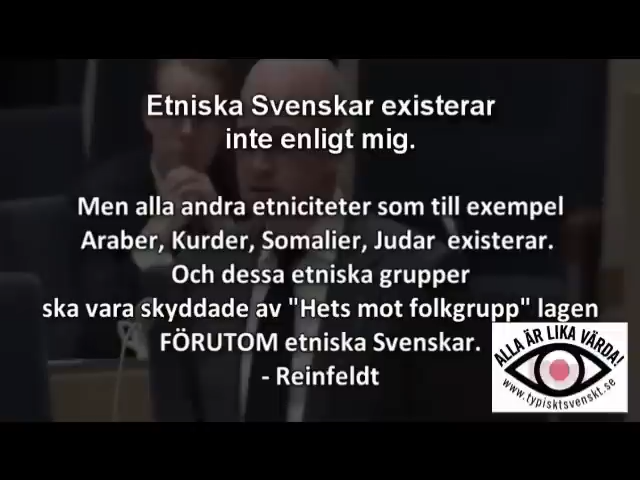 Etniska Svenskar existerar
inte enligt mig.
Men alla andra etniciteter som till exempel
Araber, Kurder, Somalier, Judar existerar.
Och dessa etniska grupper
ska vara skyddade av "Hets mot folkgrupp" lagen
FÖRUTOM etniska Svenskar.
- Reinfeldt
ALLA ÄR LIKA VÄRDA!
www.typisktsvenskt.se